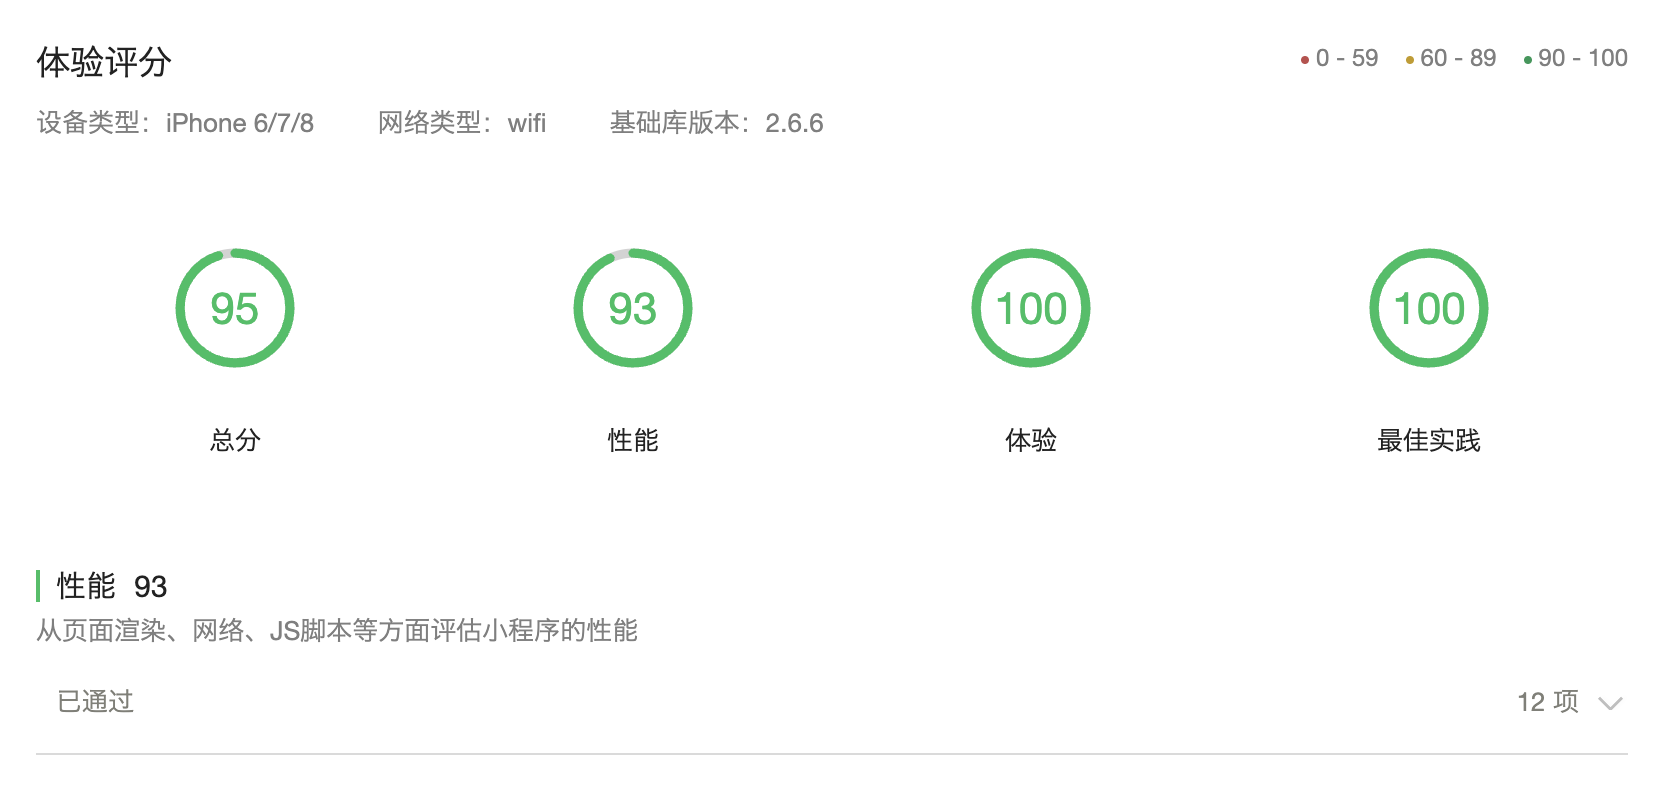 体验评分
0 - 59 60 - 89 90 - 100
设备类型：iPhone 6/7/8 网络类型：wifi 基础库版本：2.6.6
95 93 100 100
总分 性能 体验 最佳实践
性能 93
从页面渲染、网络、JS脚本等方面评估小程序的性能
已通过 12 项